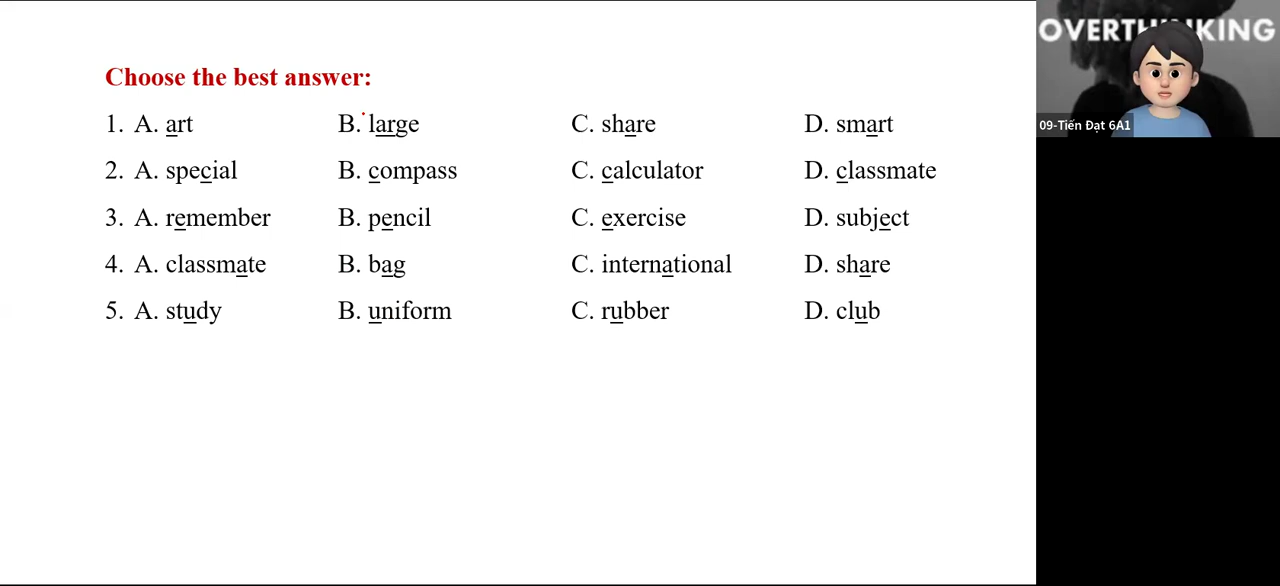 Choose the best answer:
1. A. art B. large C. share D. smart
2. A. special B. compass C. calculator D. classmate
3. A. remember B. pencil C. exercise D. subject
4. A. classmate B. bag C. international D. share
5. A. study B. uniform C. rubber D. club
OVERTHINKING
09-Tiến Đạt 6A1